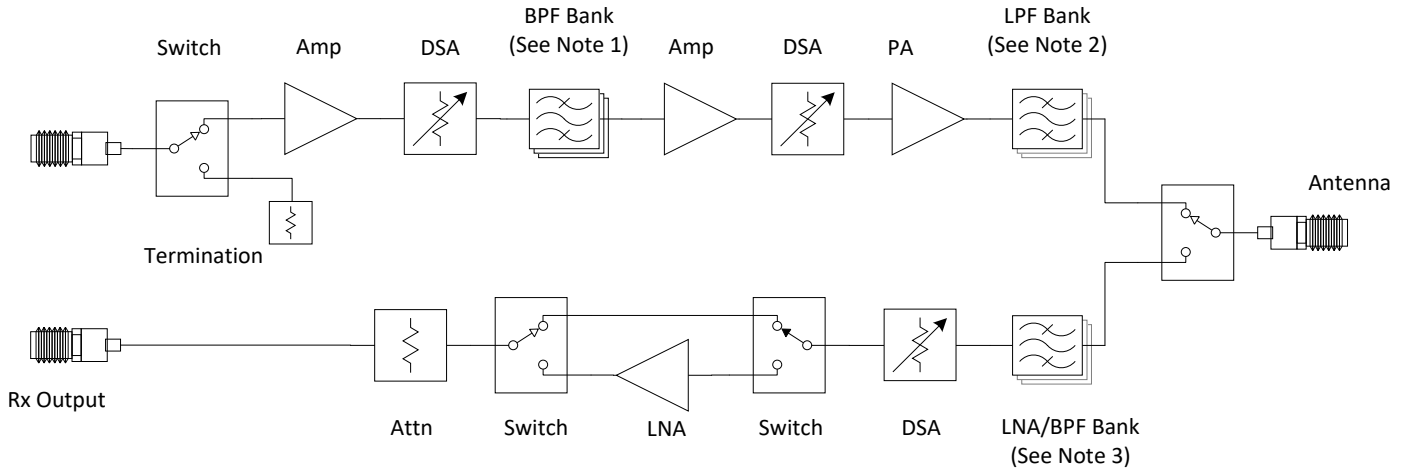 BPF Bank
(See Note 1)
LPF Bank
(See Note 2)
Switch
Amp
DSA
Amp
DSA
PA
Antenna
Termination
Rx Output
Attn
Switch
LNA
Switch
DSA
LNA/BPF Bank
(See Note 3)